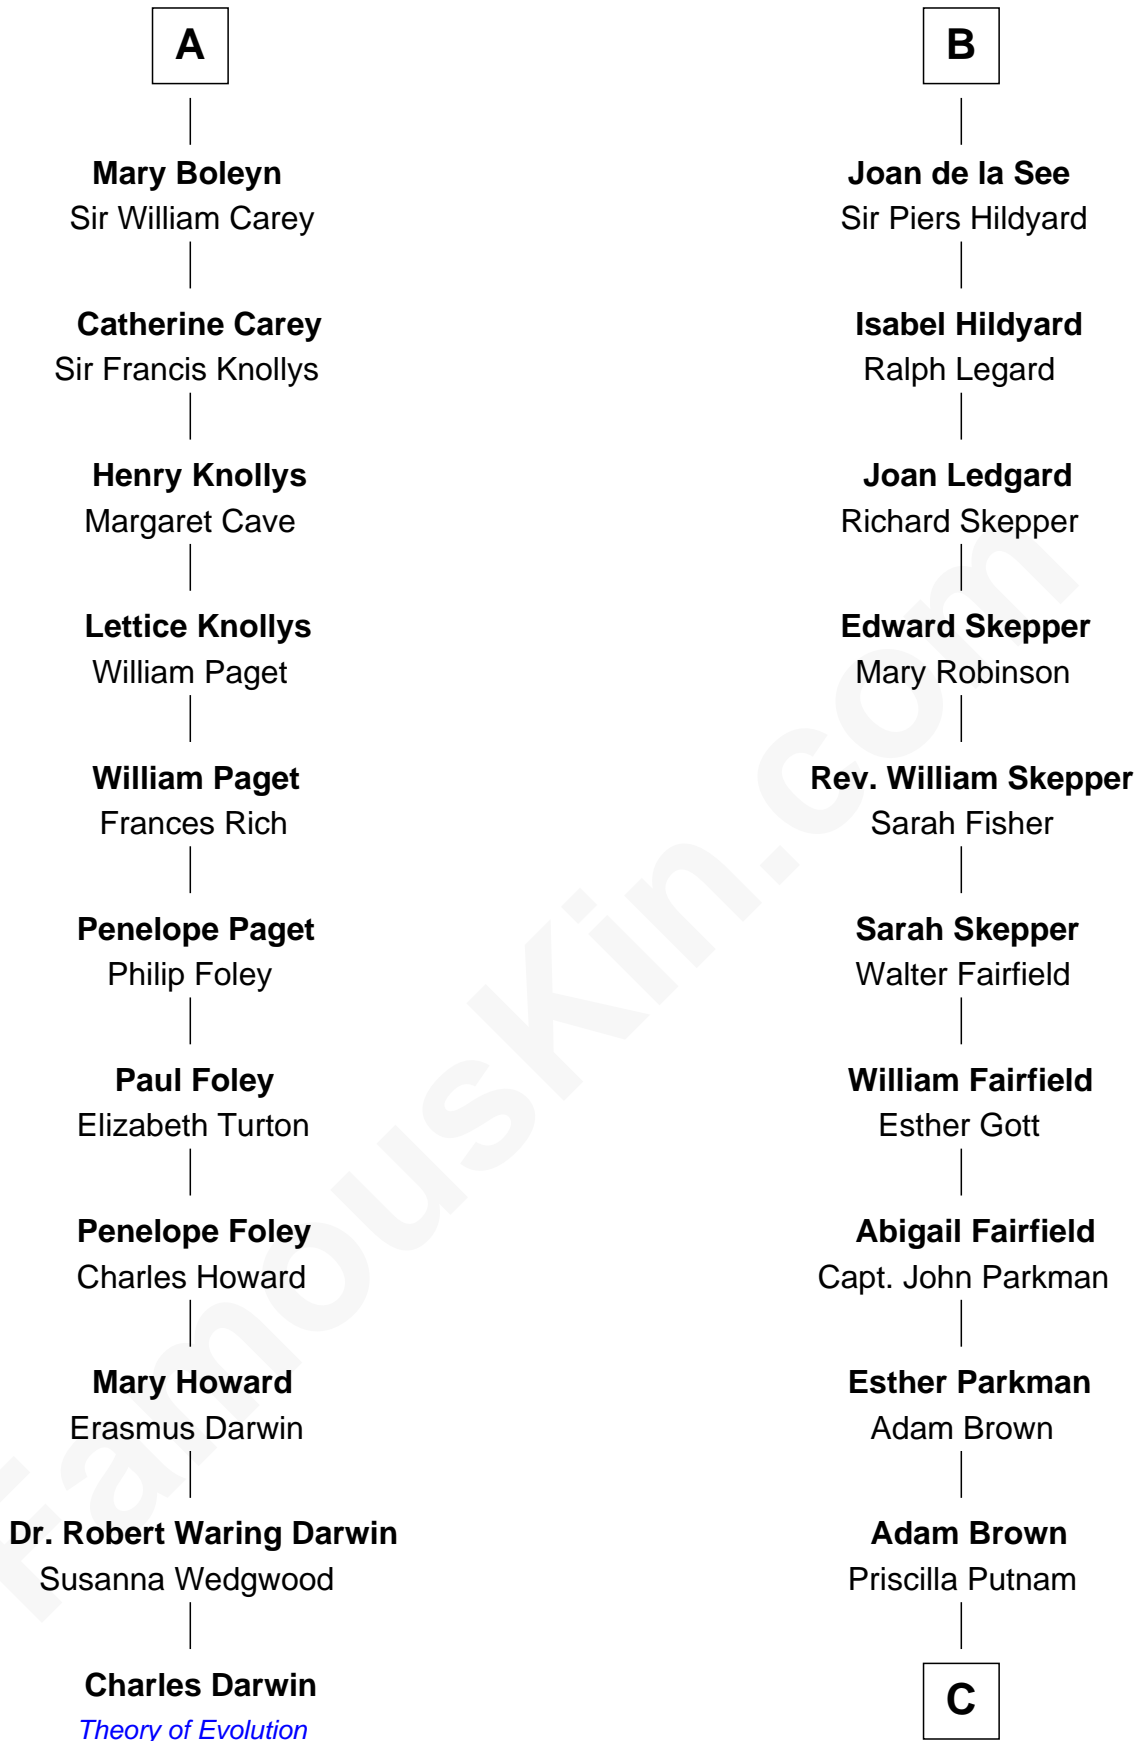 A
Mary Boleyn
Sir William Carey
Catherine Carey
Sir Francis Knollys
Henry Knollys
Margaret Cave
Lettice Knollys
William Paget
William Paget
Frances Rich
Penelope Paget
Philip Foley
Paul Foley
Elizabeth Turton
Penelope Foley
Charles Howard
Mary Howard
Erasmus Darwin
Dr. Robert Waring Darwin
Susanna Wedgwood
Charles Darwin
Theory of Evolution
B
Joan de la See
Sir Piers Hildyard
Isabel Hildyard
Ralph Legard
Joan Ledgard
Richard Skepper
Edward Skepper
Mary Robinson
Rev. William Skepper
Sarah Fisher
Sarah Skepper
Walter Fairfield
William Fairfield
Esther Gott
Abigail Fairfield
Capt. John Parkman
Esther Parkman
Adam Brown
Adam Brown
Priscilla Putnam
C
FamousKin.com